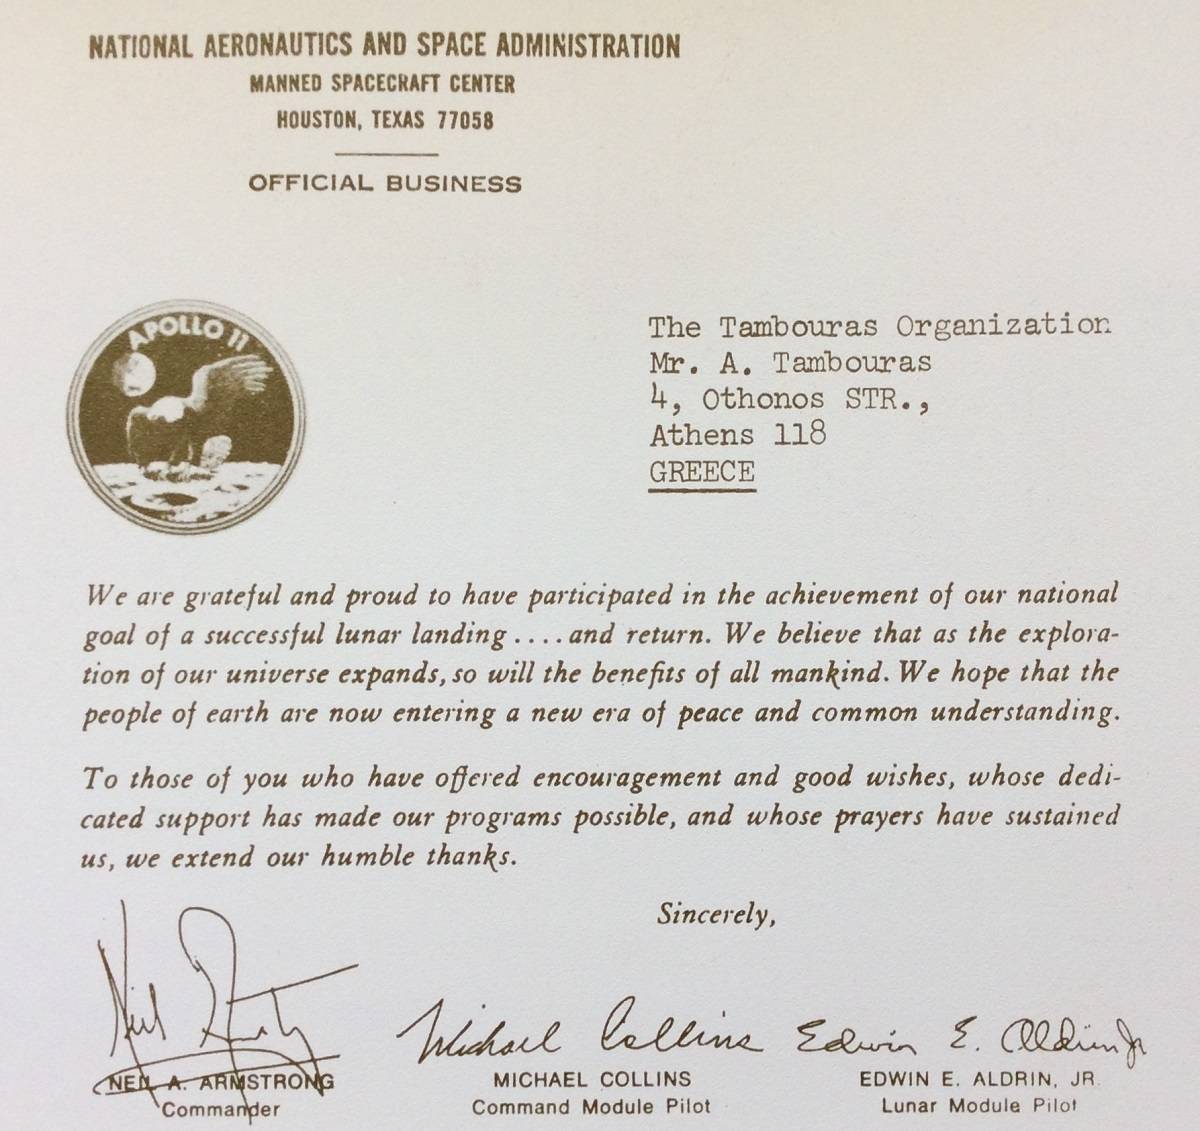 NATIONAL AERONAUTICS AND SPACE ADMINISTRATION
MANNED SPACECRAFT CENTER
HOUSTON, TEXAS 77058
OFFICIAL BUSINESS
APOLLO 11
The Tambouras Organization
Mr. A. Tambouras
4, Othonos STR.,
Athens 118
GREECE
We are grateful and proud to have participated in the achievement of our national
goal of a successful lunar landing....and return. We believe that as the explora-
tion of our universe expands, so will the benefits of all mankind. We hope that the
people of earth are now entering a new era of peace and common understanding.
To those of you who have offered encouragement and good wishes, whose dedi-
cated support has made our programs possible, and whose prayers have sustained
us, we extend our humble thanks.
Sincerely,
Neil Armstrong
Michael Collins
Edwin E. Aldrin Jr
NEIL A. ARMSTRONG
Commander
MICHAEL COLLINS
Command Module Pilot
EDWIN E. ALDRIN, JR.
Lunar Module Pilot